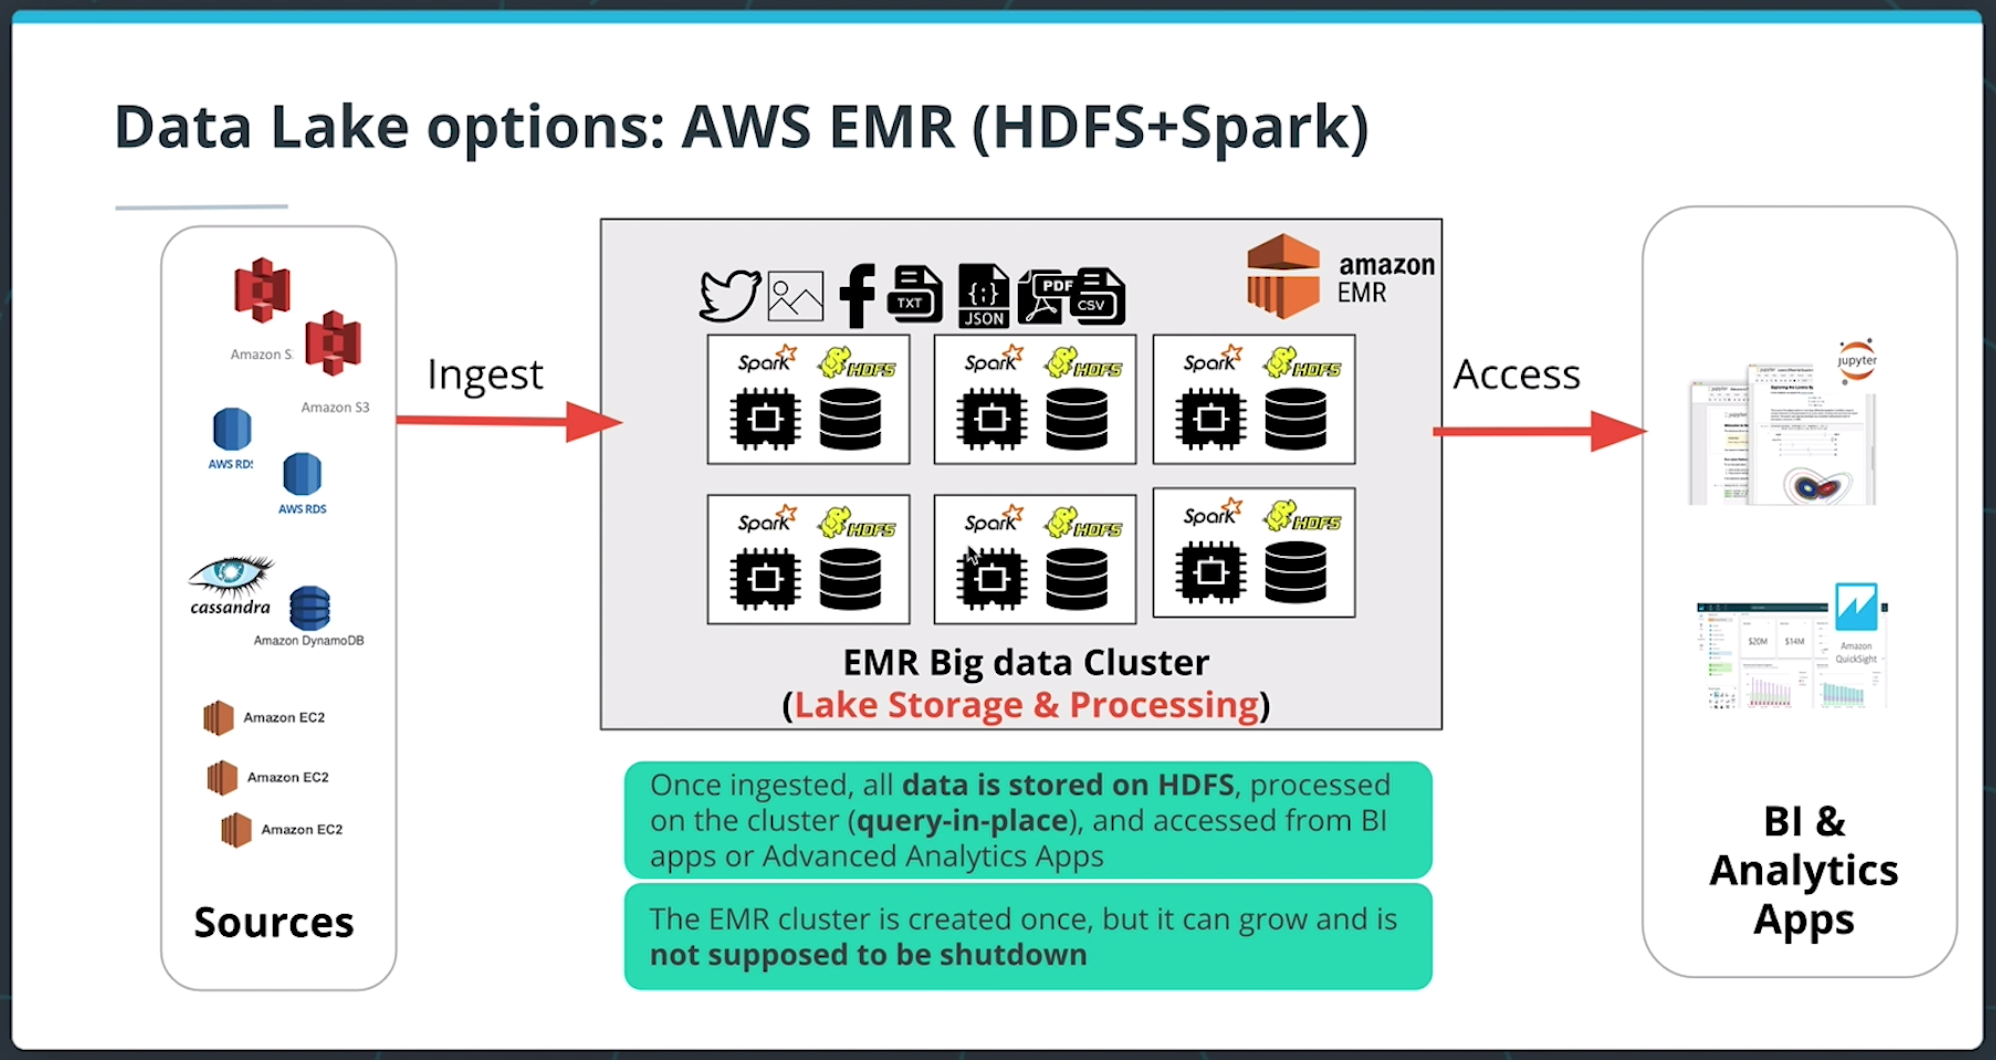 Data Lake options: AWS EMR (HDFS+Spark)
Amazon S
Amazon S3
AWS RDS
AWS RDS
cassandra
Amazon DynamoDB
Amazon EC2
Amazon EC2
Amazon EC2
Sources
Ingest
TXT
{;}
JSON
PDF
CSV
amazon
EMR
Spark HDFS
Spark HDFS
Spark HDFS
Spark HDFS
Spark HDFS
Spark HDFS
EMR Big data Cluster
(Lake Storage & Processing)
Once ingested, all data is stored on HDFS, processed
on the cluster (query-in-place), and accessed from BI
apps or Advanced Analytics Apps
The EMR cluster is created once, but it can grow and is
not supposed to be shutdown
Access
jupyter
$20M
$14M
Amazon
QuickSight
BI &
Analytics
Apps